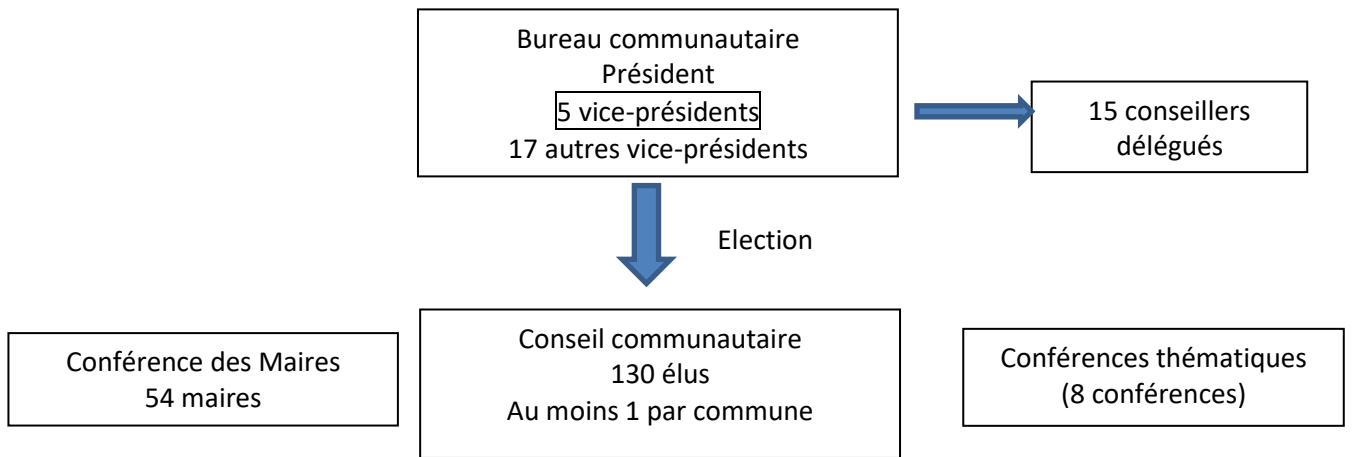 Bureau communautaire
Président
5 vice-présidents
17 autres vice-présidents
15 conseillers
délégués
Election
Conférence des Maires
54 maires
Conseil communautaire
130 élus
Au moins 1 par commune
Conférences thématiques
(8 conférences)